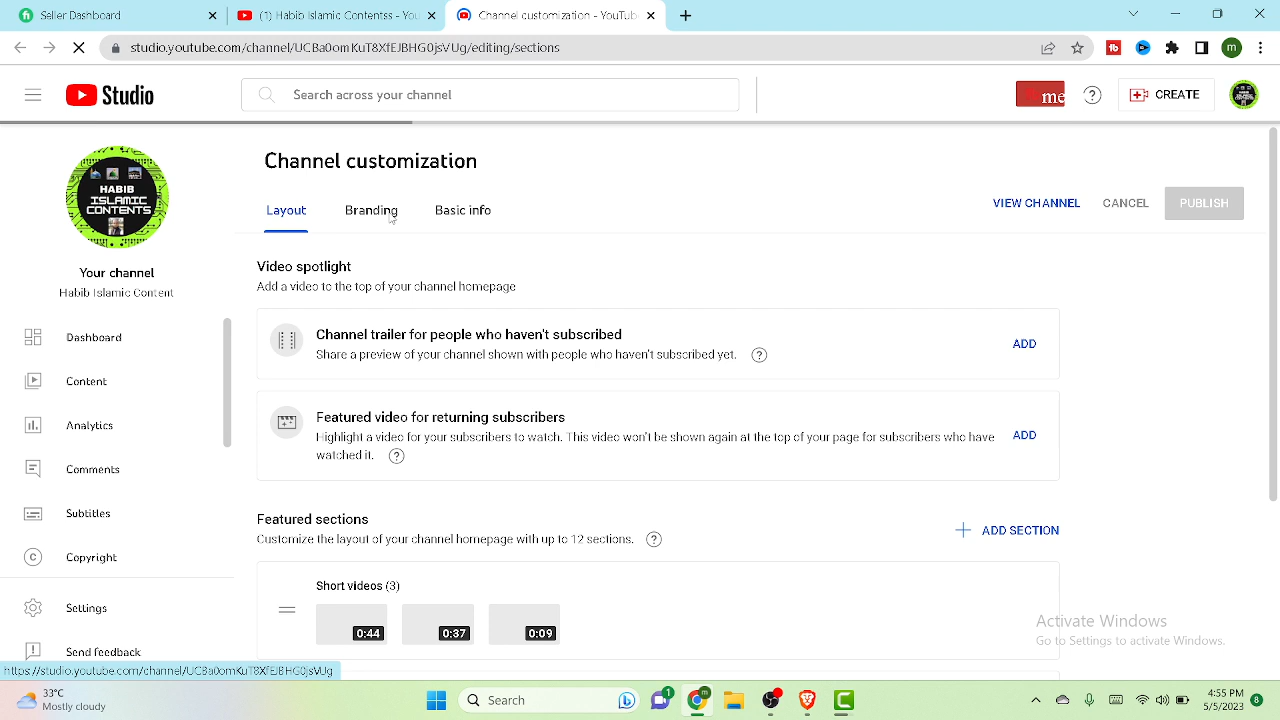 Seller Dashboard
(1) Habib Islamic Content - You
Channel customization - YouTube
studio.youtube.com/channel/UCBa0omKuT8XfEJBHG0jsVUg/editing/sections
m
Studio
Search across your channel
me
CREATE
HABIB
ISLAMIC
CONTENTS
Your channel
Habib Islamic Content
Dashboard
Content
Analytics
Comments
Subtitles
Copyright
Settings
Send feedback
Channel customization
Layout
Branding
Basic info
VIEW CHANNEL
CANCEL
PUBLISH
Video spotlight
Add a video to the top of your channel homepage
Channel trailer for people who haven't subscribed
Share a preview of your channel shown with people who haven't subscribed yet.
ADD
Featured video for returning subscribers
Highlight a video for your subscribers to watch. This video won't be shown again at the top of your page for subscribers who have
watched it.
ADD
Featured sections
Customize the layout of your channel homepage with up to 12 sections.
ADD SECTION
Short videos (3)
0:44
0:37
0:09
Activate Windows
Go to Settings to activate Windows.
33°C
Mostly cloudy
Search
1
m
4:55 PM
5/5/2023
8